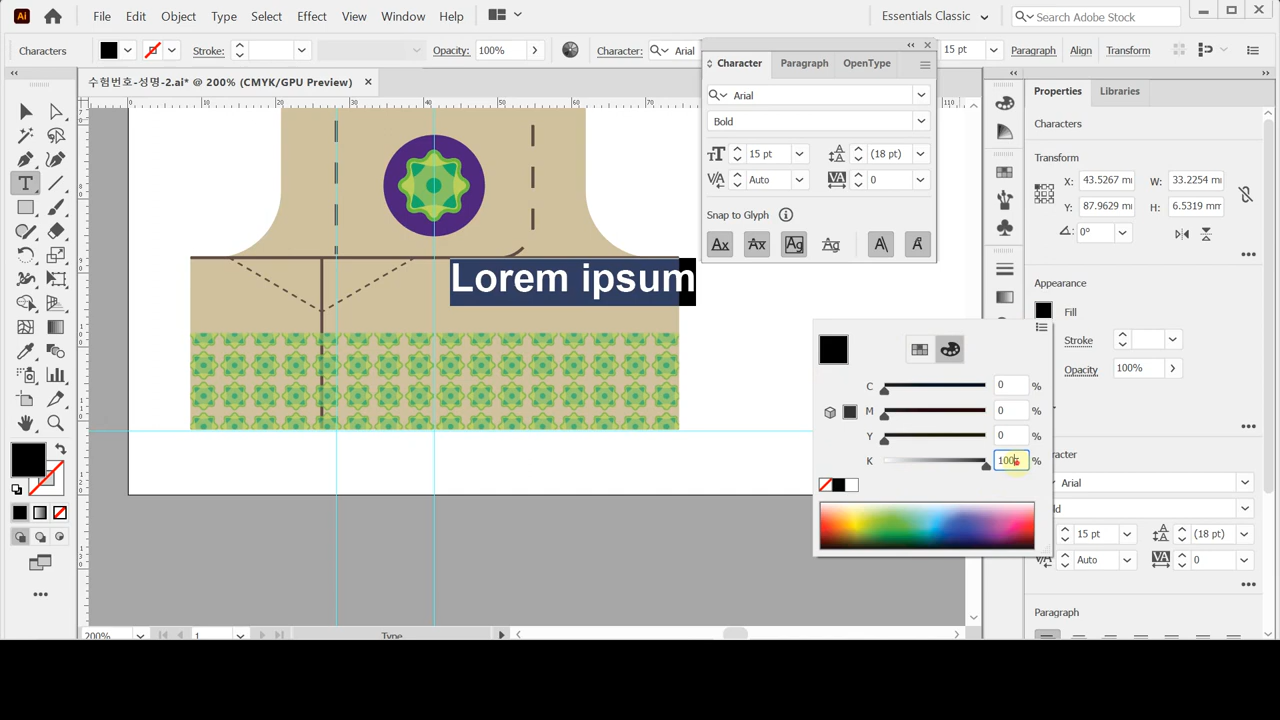 Ai File Edit Object Type Select Effect View Window Help Essentials Classic Search Adobe Stock
Characters Stroke: Opacity: 100% Character: Arial 15 pt Paragraph Align Transform
수험번호-성명-2.ai* @ 200% (CMYK/GPU Preview)
Character Paragraph OpenType
Arial
Bold
15 pt (18 pt)
Auto 0
Snap to Glyph
Properties Libraries
Characters
Transform
X: 43.5267 m W: 33.2254 m
Y: 87.9629 m H: 6.5319 mm
0°
Appearance
Fill
Stroke
Opacity 100%
Lorem ipsum
C 0 %
M 0 %
Y 0 %
K 100 %
Arial
15 pt (18 pt)
Auto 0
Paragraph
200% 1 Type